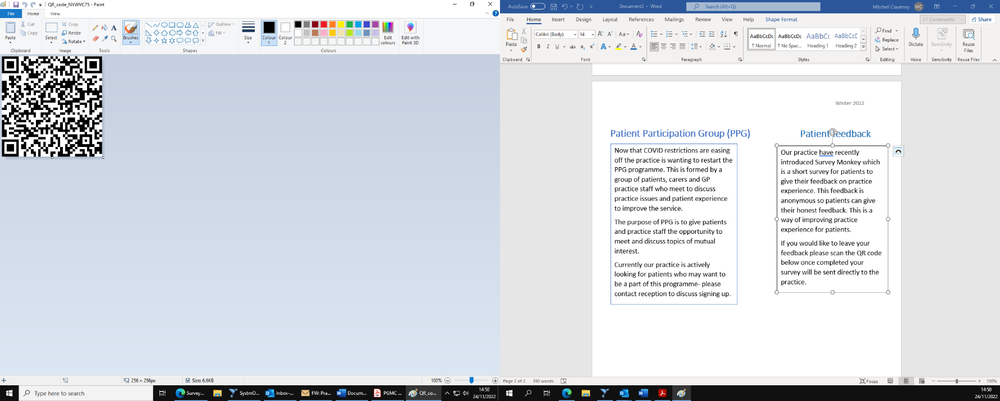 QR_code_NYWVC75 - Paint
File Home View
Paste Cut Copy
Clipboard
Select Crop Resize Rotate
Image
Tools
Brushes
Shapes
Outline
Fill
Size
Colour 1
Colour 2
Edit colours
Edit with Paint 3D
Colours
256 × 256px
Size: 6.6KB
100%
Type here to search
Survey...
SystmO...
Inbox-...
FW: Pra...
Docum...
PGMC ...
QR_co...
14:50
24/11/2022
AutoSave
Document3 - Word
Search (Alt+Q)
Mitchell Courtney MC
File Home Insert Design Layout References Mailings Review View Help Shape Format
Comments
Share
Paste
Clipboard
Calibri (Body) 14
Font
Paragraph
AaBbCcDc AaBbCcDc AaBbCc AaBbCcE
¶ Normal ¶ No Spac... Heading 1 Heading 2
Styles
Find
Replace
Select
Editing
Dictate
Voice
Sensitivity
Sensitivity
Reuse Files
Reuse Files
Winter 2022
Patient Participation Group (PPG)
Now that COVID restrictions are easing
off the practice is wanting to restart the
PPG programme. This is formed by a
group of patients, carers and GP
practice staff who meet to discuss
practice issues and patient experience
to improve the service.
The purpose of PPG is to give patients
and practice staff the opportunity to
meet and discuss topics of mutual
interest.
Currently our practice is actively
looking for patients who may want to
be a part of this programme- please
contact reception to discuss signing up.
Patient feedback
Our practice have recently
introduced Survey Monkey which
is a short survey for patients to
give their feedback on practice
experience. This feedback is
anonymous so patients can give
their honest feedback. This is a
way of improving practice
experience for patients.
If you would like to leave your
feedback please scan the QR code
below once completed your
survey will be sent directly to the
practice.
Page 2 of 2 390 words
Focus
100%
14:50
24/11/2022